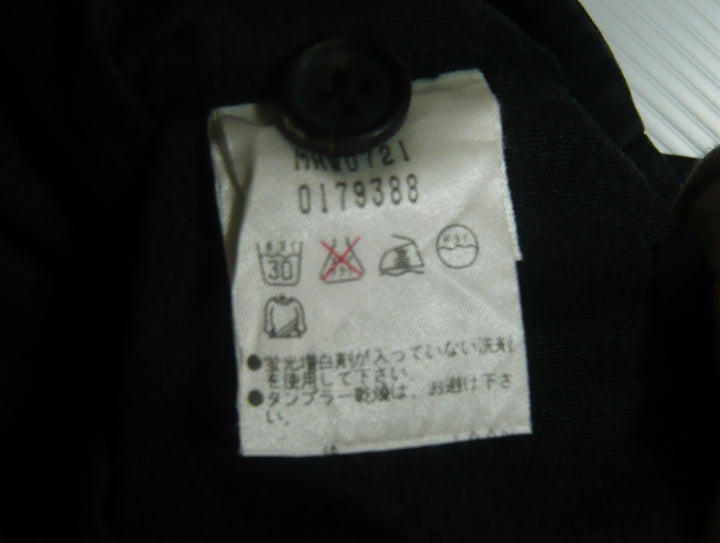 0179388
30
●蛍光増白剤が入っていない洗剤
を使用して下さい。
●タンブラー乾燥は、お避け下さ
い。